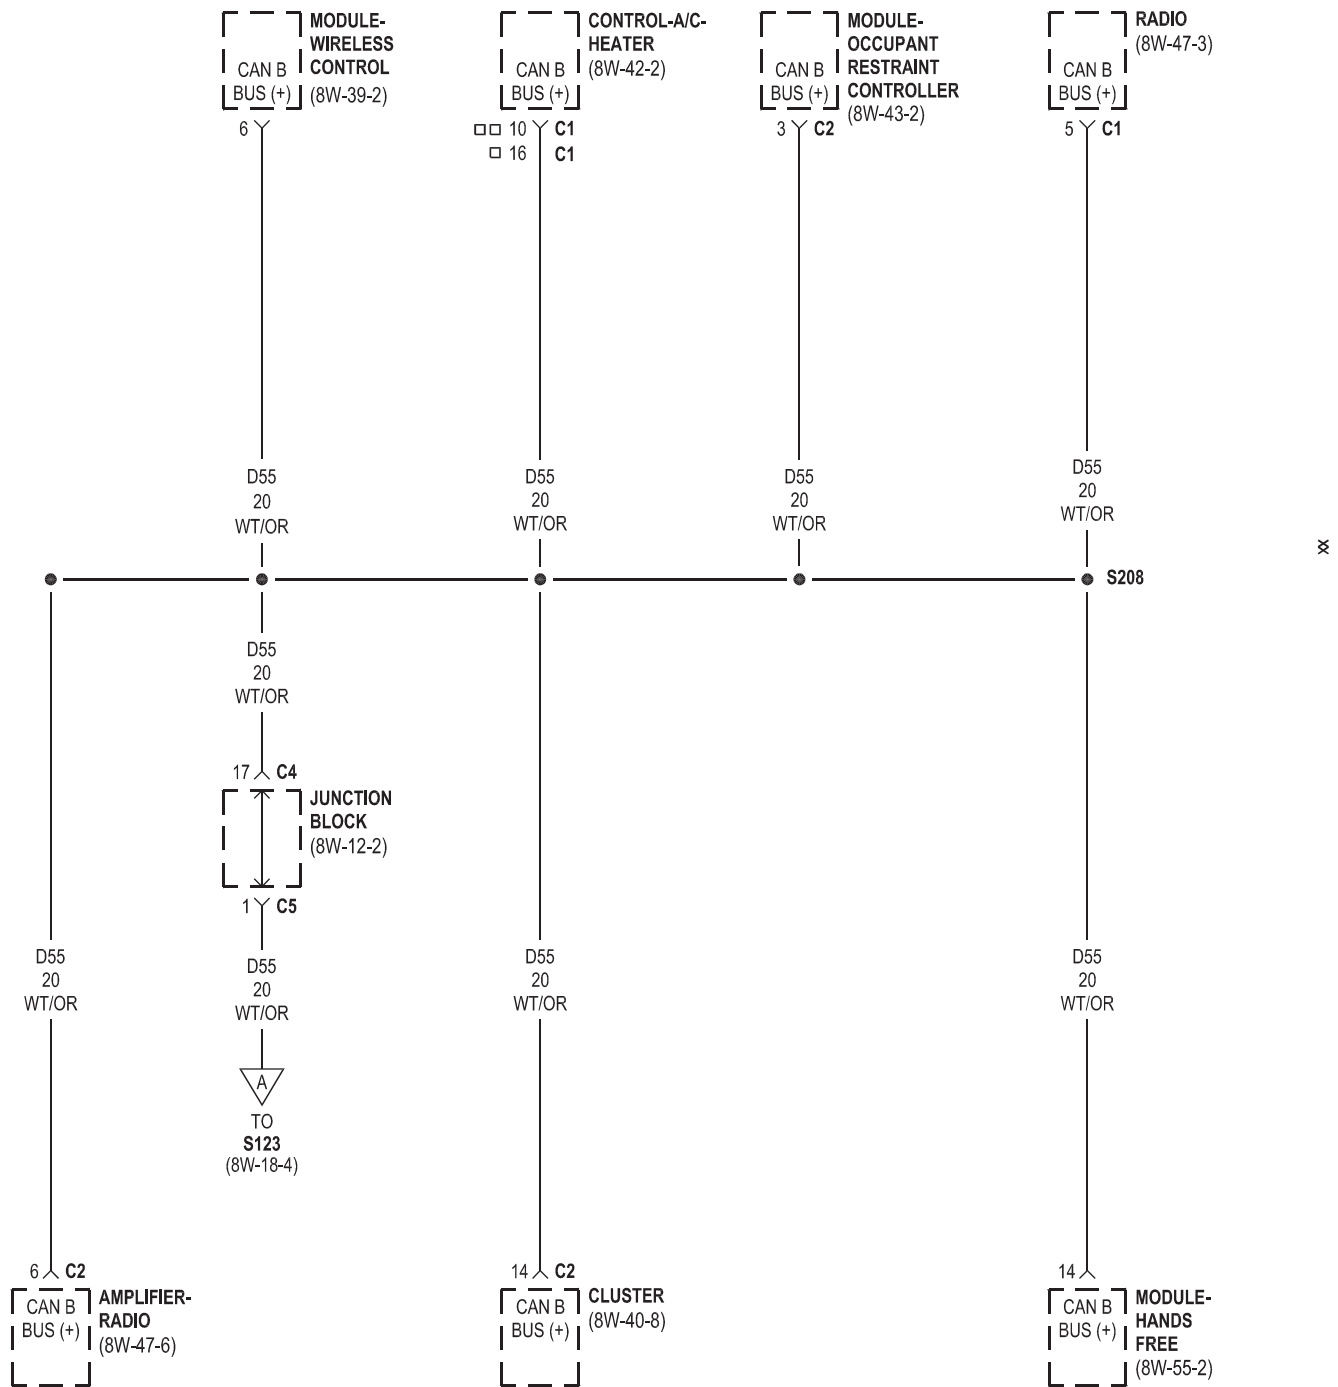 MODULE-
WIRELESS
CONTROL
(8W-39-2)
CAN B
BUS (+)
6
CONTROL-A/C-
HEATER
(8W-42-2)
CAN B
BUS (+)
10 C1
16 C1
MODULE-
OCCUPANT
RESTRAINT
CONTROLLER
(8W-43-2)
CAN B
BUS (+)
3 C2
RADIO
(8W-47-3)
CAN B
BUS (+)
5 C1
D55
20
WT/OR
D55
20
WT/OR
D55
20
WT/OR
D55
20
WT/OR
XX
S208
D55
20
WT/OR
17 C4
JUNCTION
BLOCK
(8W-12-2)
1 C5
D55
20
WT/OR
D55
20
WT/OR
D55
20
WT/OR
D55
20
WT/OR
A
TO
S123
(8W-18-4)
6 C2
CAN B
BUS (+)
AMPLIFIER-
RADIO
(8W-47-6)
14 C2
CAN B
BUS (+)
CLUSTER
(8W-40-8)
14
CAN B
BUS (+)
MODULE-
HANDS
FREE
(8W-55-2)